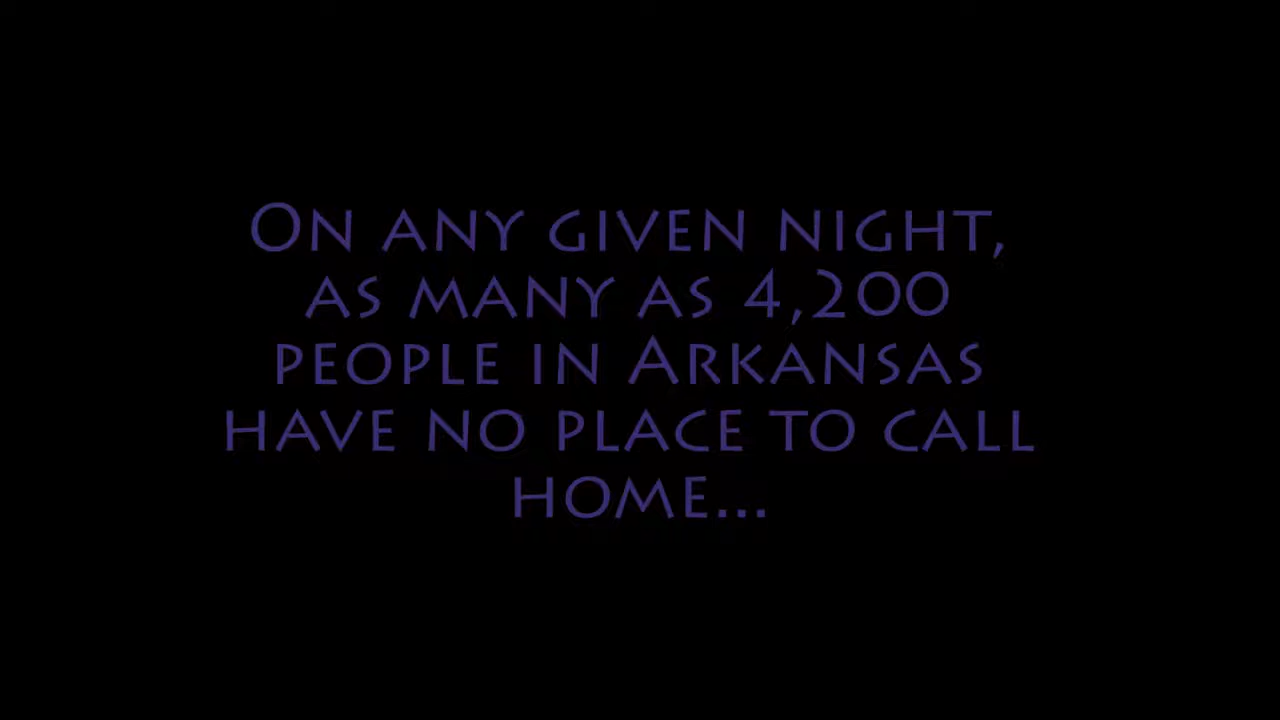 On any given night,
as many as 4,200
people in Arkansas
have no place to call
home...